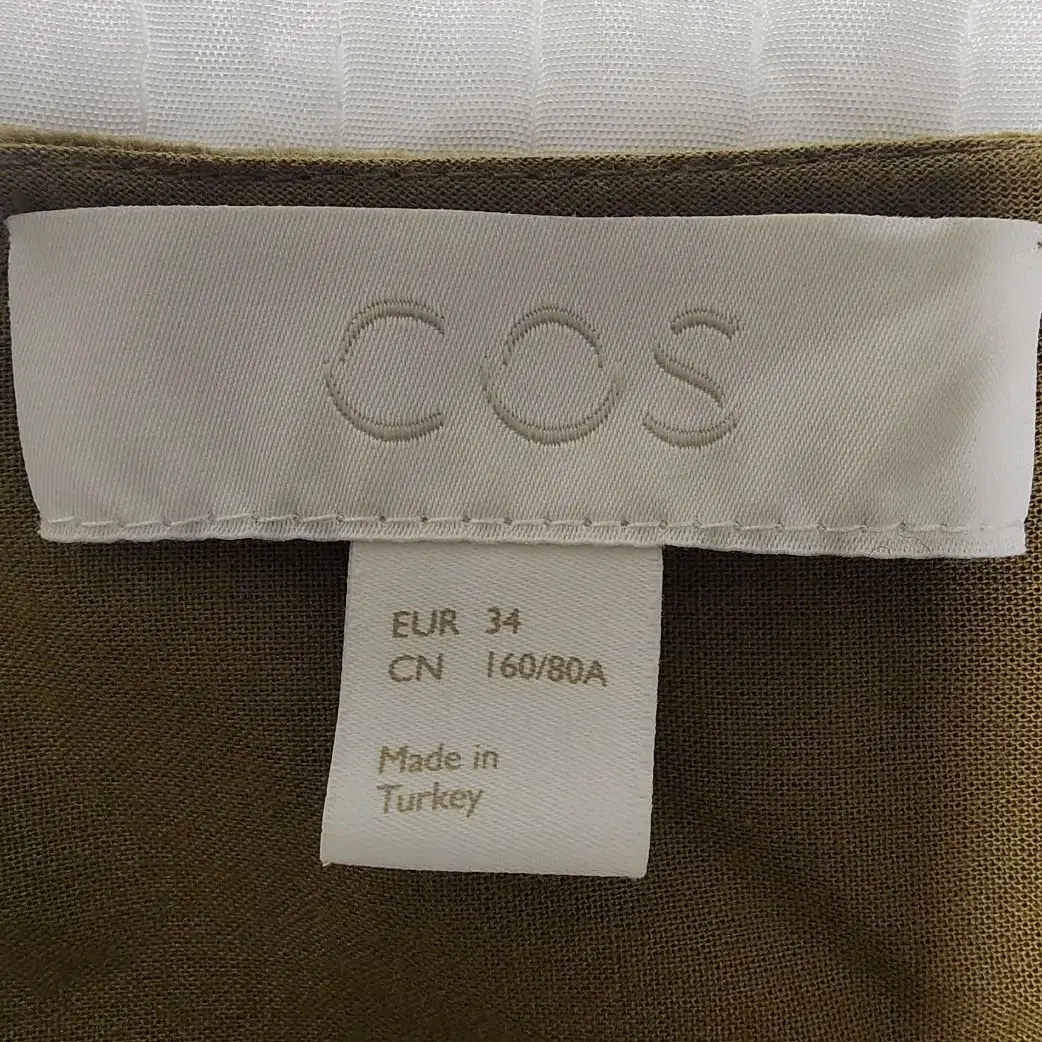 COS
EUR 34
CN 160/80A
Made in
Turkey